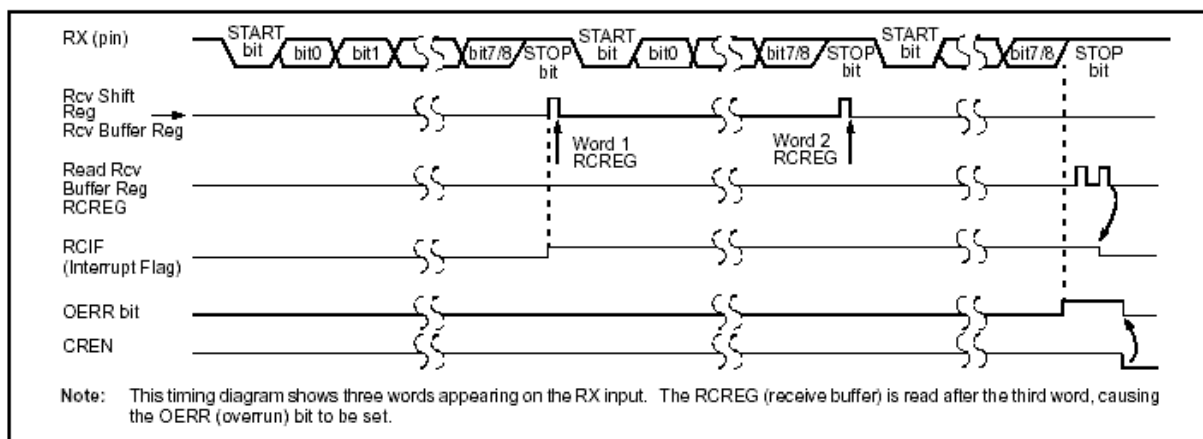 RX (pin)
START
bit
bit0
bit1
bit7/8
STOP
bit
START
bit
bit0
bit7/8
STOP
bit
START
bit
bit7/8
STOP
bit
Rcv Shift
Reg
Rcv Buffer Reg
Word 1
RCREG
Word 2
RCREG
Read Rcv
Buffer Reg
RCREG
RCIF
(Interrupt Flag)
OERR bit
CREN
Note: This timing diagram shows three words appearing on the RX input. The RCREG (receive buffer) is read after the third word, causing
the OERR (overrun) bit to be set.